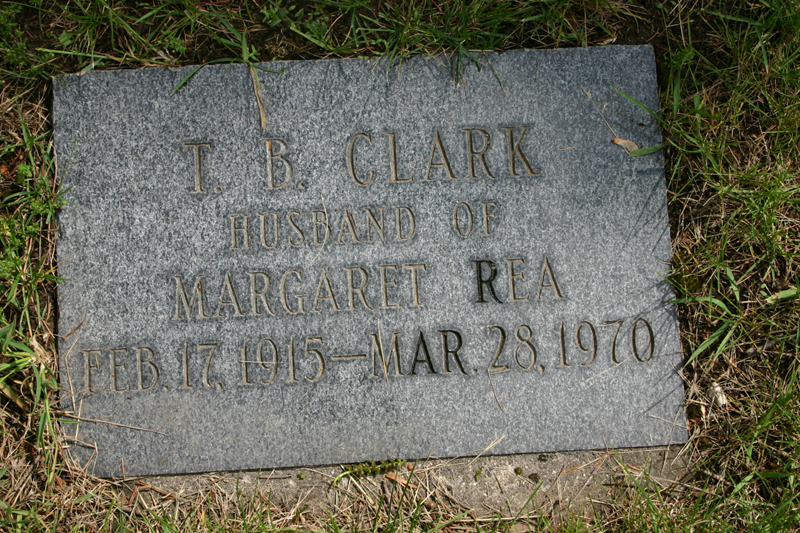 T. B. CLARK
HUSBAND OF
MARGARET REA
FEB. 17, 1915—MAR. 28, 1970